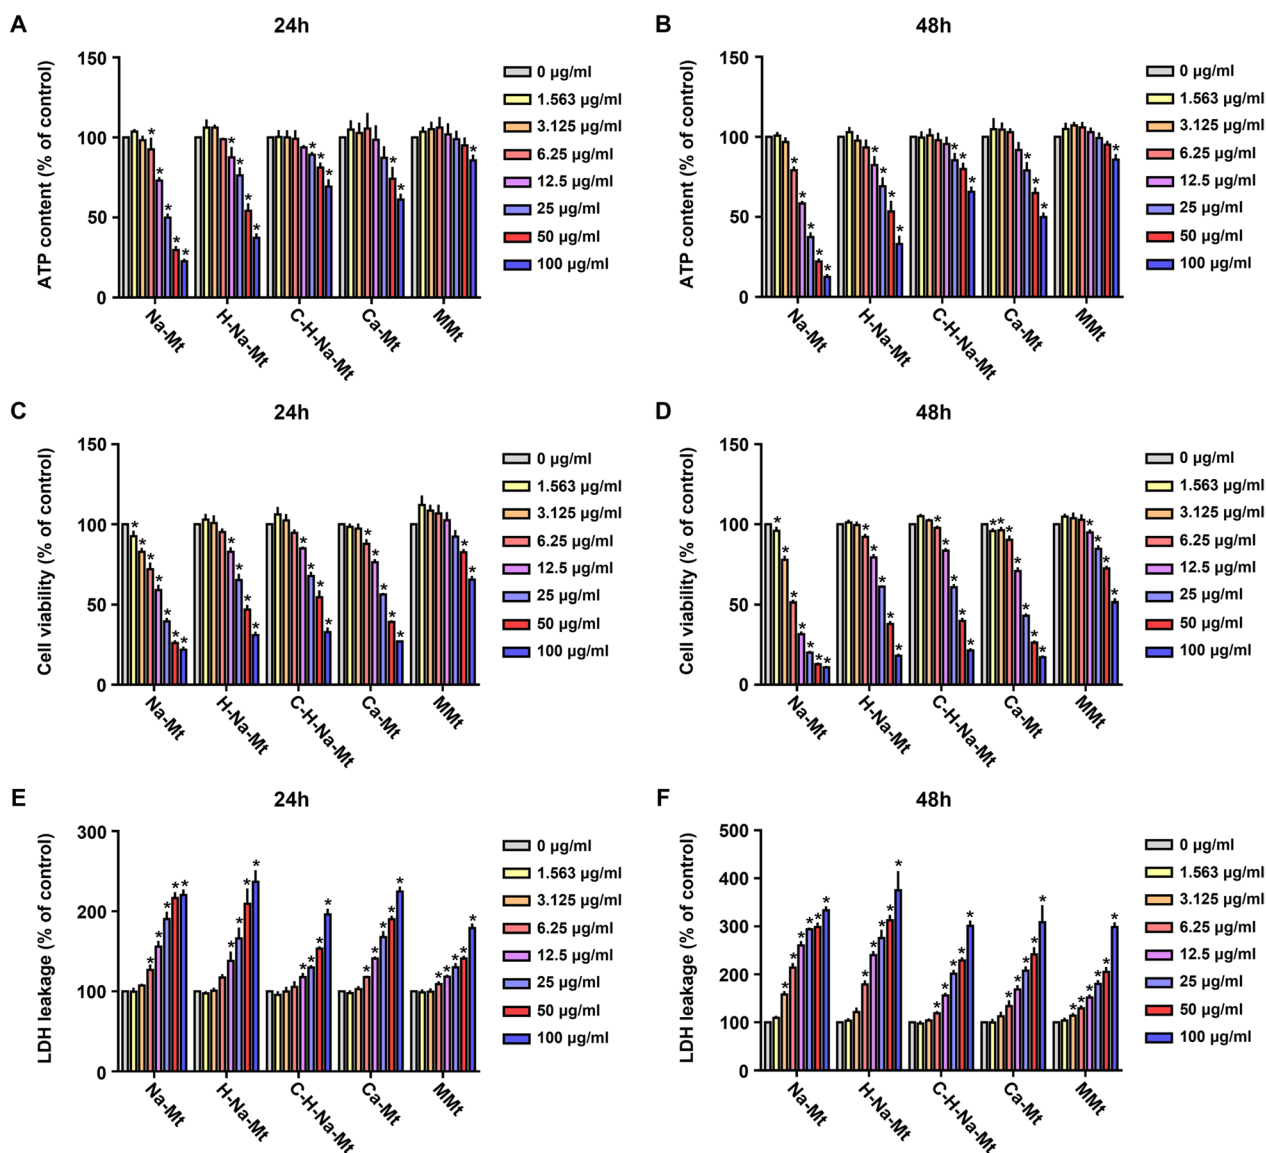 A
24h
ATP content (% of control)
150
100
50
0
Na-Mt
H-Na-Mt
C-H-Na-Mt
Ca-Mt
MMt
0 µg/ml
1.563 µg/ml
3.125 µg/ml
6.25 µg/ml
12.5 µg/ml
25 µg/ml
50 µg/ml
100 µg/ml
B
48h
ATP content (% of control)
150
100
50
0
Na-Mt
H-Na-Mt
C-H-Na-Mt
Ca-Mt
MMt
0 µg/ml
1.563 µg/ml
3.125 µg/ml
6.25 µg/ml
12.5 µg/ml
25 µg/ml
50 µg/ml
100 µg/ml
C
24h
Cell viability (% of control)
150
100
50
0
Na-Mt
H-Na-Mt
C-H-Na-Mt
Ca-Mt
MMt
0 µg/ml
1.563 µg/ml
3.125 µg/ml
6.25 µg/ml
12.5 µg/ml
25 µg/ml
50 µg/ml
100 µg/ml
D
48h
Cell viability (% of control)
150
100
50
0
Na-Mt
H-Na-Mt
C-H-Na-Mt
Ca-Mt
MMt
0 µg/ml
1.563 µg/ml
3.125 µg/ml
6.25 µg/ml
12.5 µg/ml
25 µg/ml
50 µg/ml
100 µg/ml
E
24h
LDH leakage (% of control)
300
200
100
0
Na-Mt
H-Na-Mt
C-H-Na-Mt
Ca-Mt
MMt
0 µg/ml
1.563 µg/ml
3.125 µg/ml
6.25 µg/ml
12.5 µg/ml
25 µg/ml
50 µg/ml
100 µg/ml
F
48h
LDH leakage (% of control)
500
400
300
200
100
0
Na-Mt
H-Na-Mt
C-H-Na-Mt
Ca-Mt
MMt
0 µg/ml
1.563 µg/ml
3.125 µg/ml
6.25 µg/ml
12.5 µg/ml
25 µg/ml
50 µg/ml
100 µg/ml